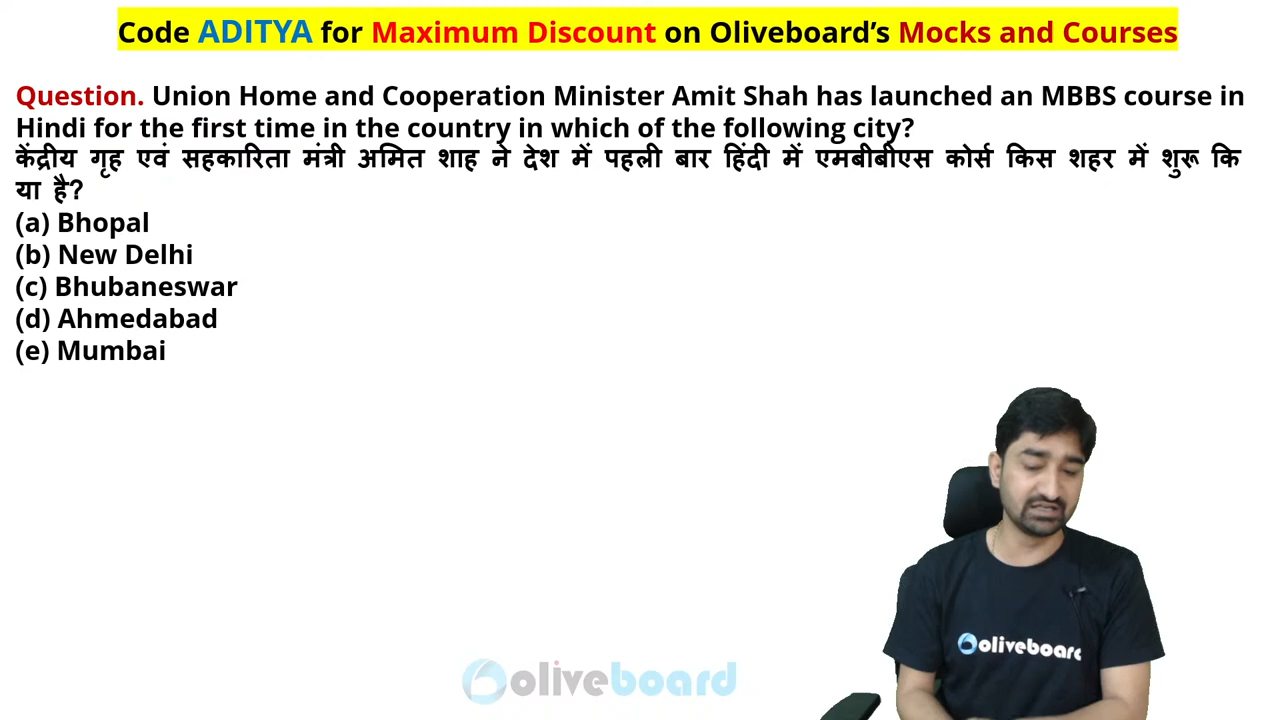 Code ADITYA for Maximum Discount on Oliveboard’s Mocks and Courses
Question. Union Home and Cooperation Minister Amit Shah has launched an MBBS course in
Hindi for the first time in the country in which of the following city?
केंद्रीय गृह एवं सहकारिता मंत्री अमित शाह ने देश में पहली बार हिंदी में एमबीबीएस कोर्स किस शहर में शुरू कि
या है?
(a) Bhopal
(b) New Delhi
(c) Bhubaneswar
(d) Ahmedabad
(e) Mumbai
oliveboard
oliveboard